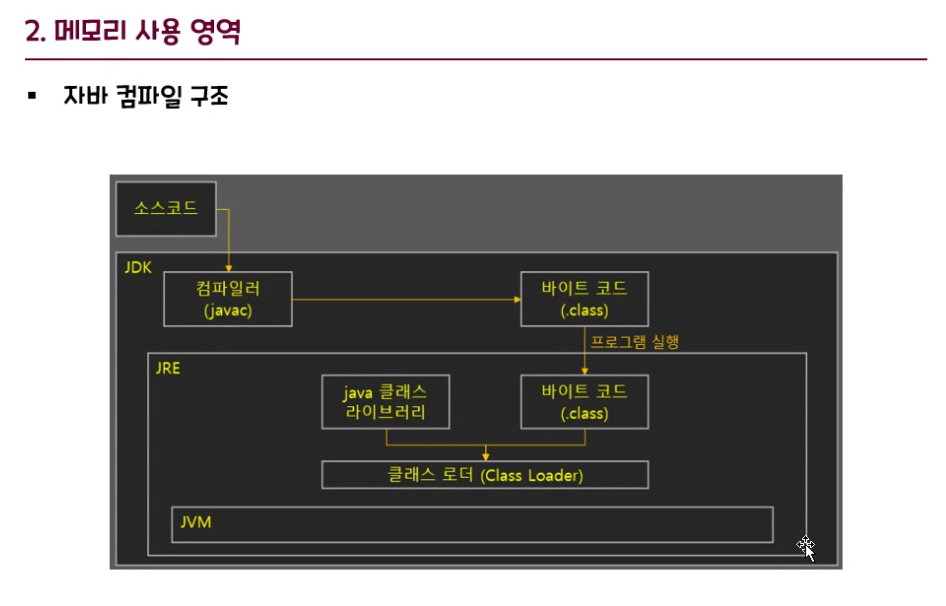 2. 메모리 사용 영역
▪ 자바 컴파일 구조
소스코드
JDK
컴파일러
(javac)
바이트 코드
(.class)
프로그램 실행
JRE
java 클래스
라이브러리
바이트 코드
(.class)
클래스 로더 (Class Loader)
JVM